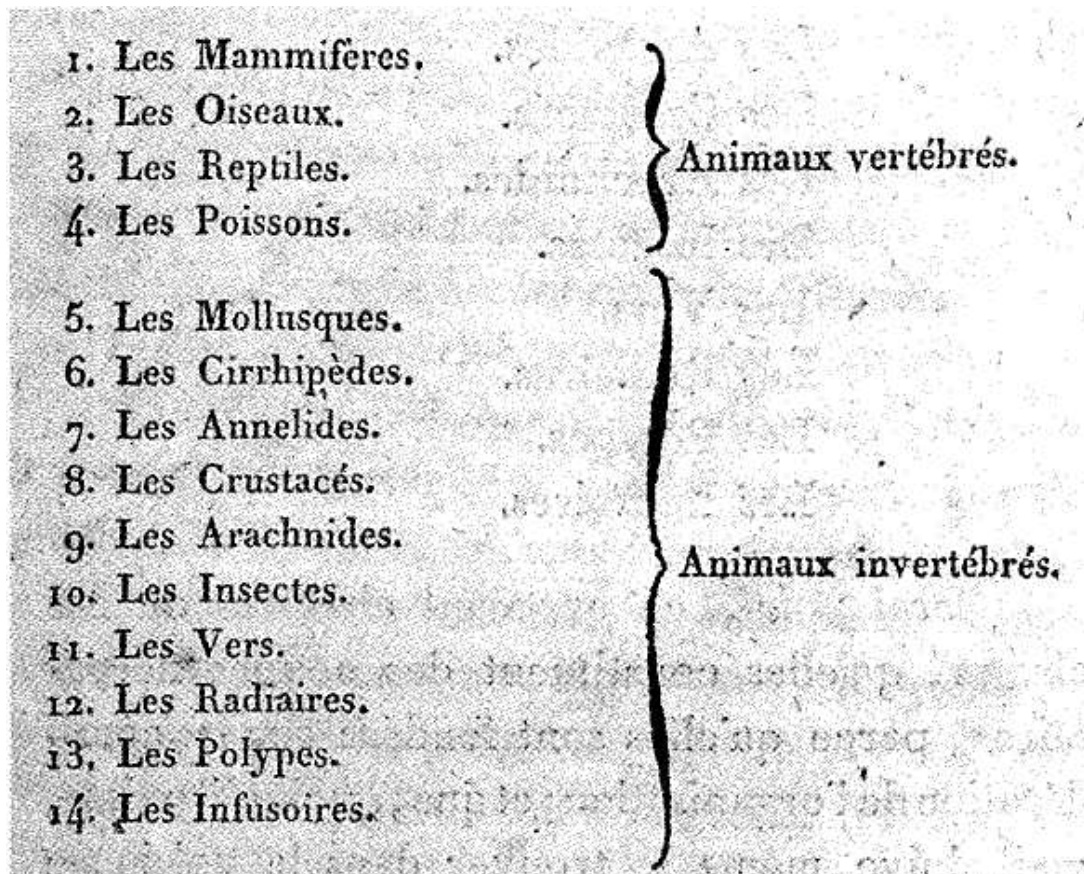 1. Les Mammifères.
2. Les Oiseaux.
3. Les Reptiles.
4. Les Poissons.
Animaux vertébrés.
5. Les Mollusques.
6. Les Cirrhipèdes.
7. Les Annelides.
8. Les Crustacés.
9. Les Arachnides.
10. Les Insectes.
11. Les Vers.
12. Les Radiaires.
13. Les Polypes.
14. Les Infusoires.
Animaux invertébrés.